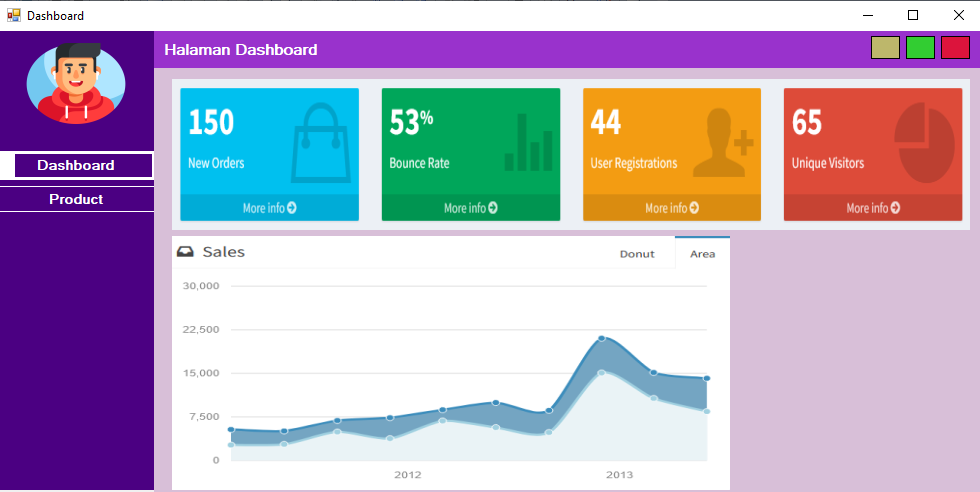 Dashboard
Halaman Dashboard
Dashboard
Product
150
New Orders
More info
53%
Bounce Rate
More info
44
User Registrations
More info
65
Unique Visitors
More info
Sales
Donut
Area
30,000
22,500
15,000
7,500
0
2012
2013